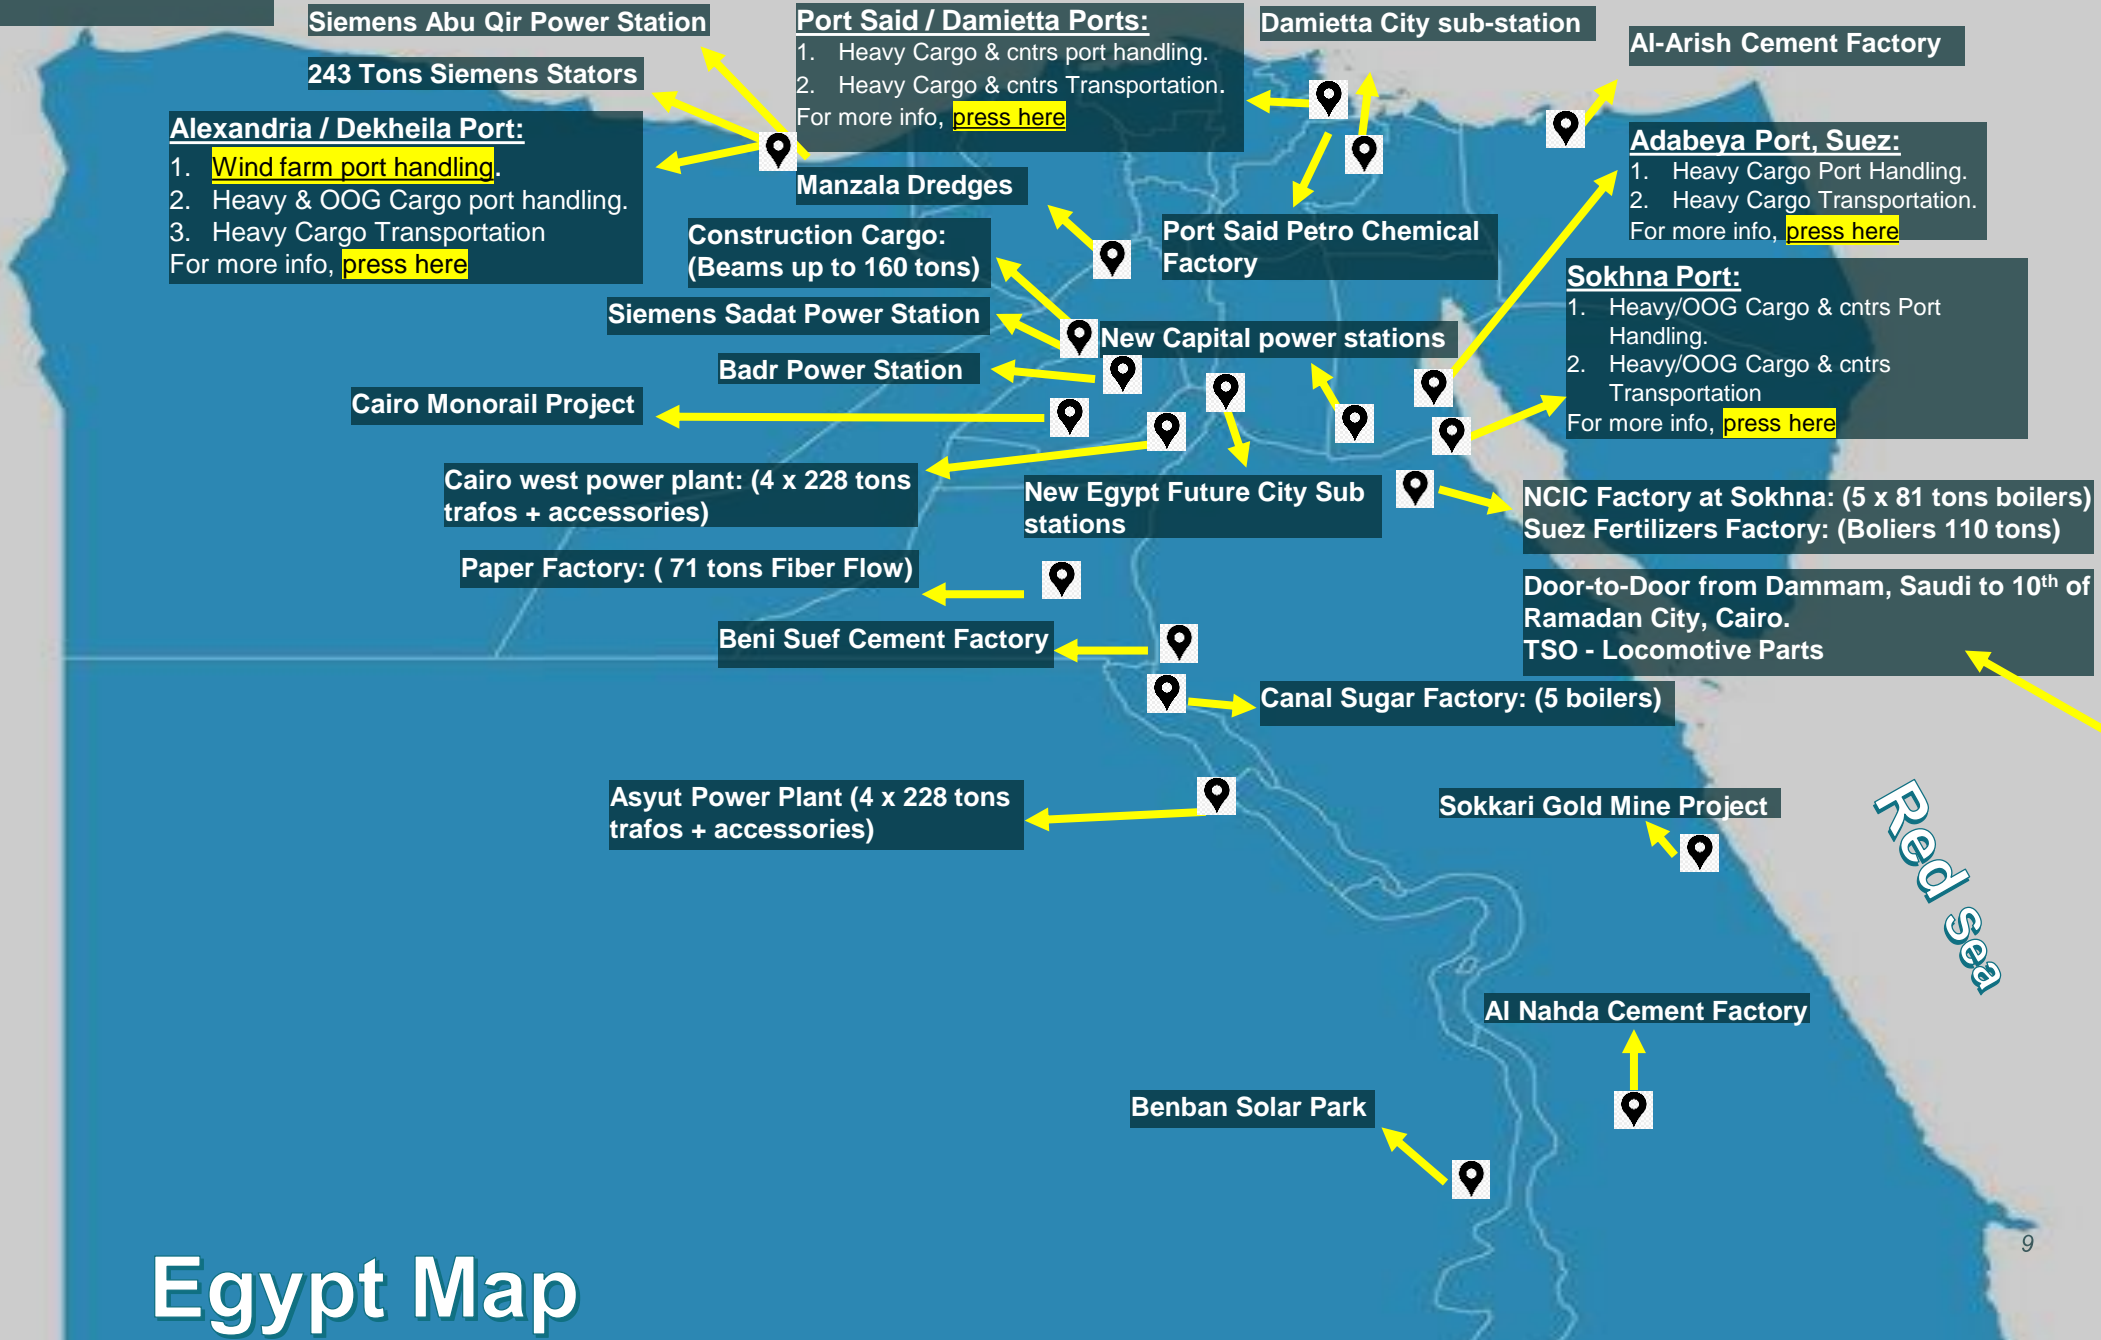 Siemens Abu Qir Power Station
243 Tons Siemens Stators
Alexandria / Dekheila Port:
1. Wind farm port handling.
2. Heavy & OOG Cargo port handling.
3. Heavy Cargo Transportation
For more info, press here
Port Said / Damietta Ports:
1. Heavy Cargo & cntrs port handling.
2. Heavy Cargo & cntrs Transportation.
For more info, press here
Damietta City sub-station
Al-Arish Cement Factory
Adabeya Port, Suez:
1. Heavy Cargo Port Handling.
2. Heavy Cargo Transportation.
For more info, press here
Manzala Dredges
Construction Cargo:
(Beams up to 160 tons)
Port Said Petro Chemical
Factory
Sokhna Port:
1. Heavy/OOG Cargo & cntrs Port
Handling.
2. Heavy/OOG Cargo & cntrs
Transportation
For more info, press here
Siemens Sadat Power Station
New Capital power stations
Badr Power Station
Cairo Monorail Project
Cairo west power plant: (4 x 228 tons
trafos + accessories)
New Egypt Future City Sub
stations
NCIC Factory at Sokhna: (5 x 81 tons boilers)
Suez Fertilizers Factory: (Boliers 110 tons)
Paper Factory: ( 71 tons Fiber Flow)
Door-to-Door from Dammam, Saudi to 10th of
Ramadan City, Cairo.
TSO - Locomotive Parts
Beni Suef Cement Factory
Canal Sugar Factory: (5 boilers)
Asyut Power Plant (4 x 228 tons
trafos + accessories)
Sokkari Gold Mine Project
Red Sea
Al Nahda Cement Factory
Benban Solar Park
9
Egypt Map